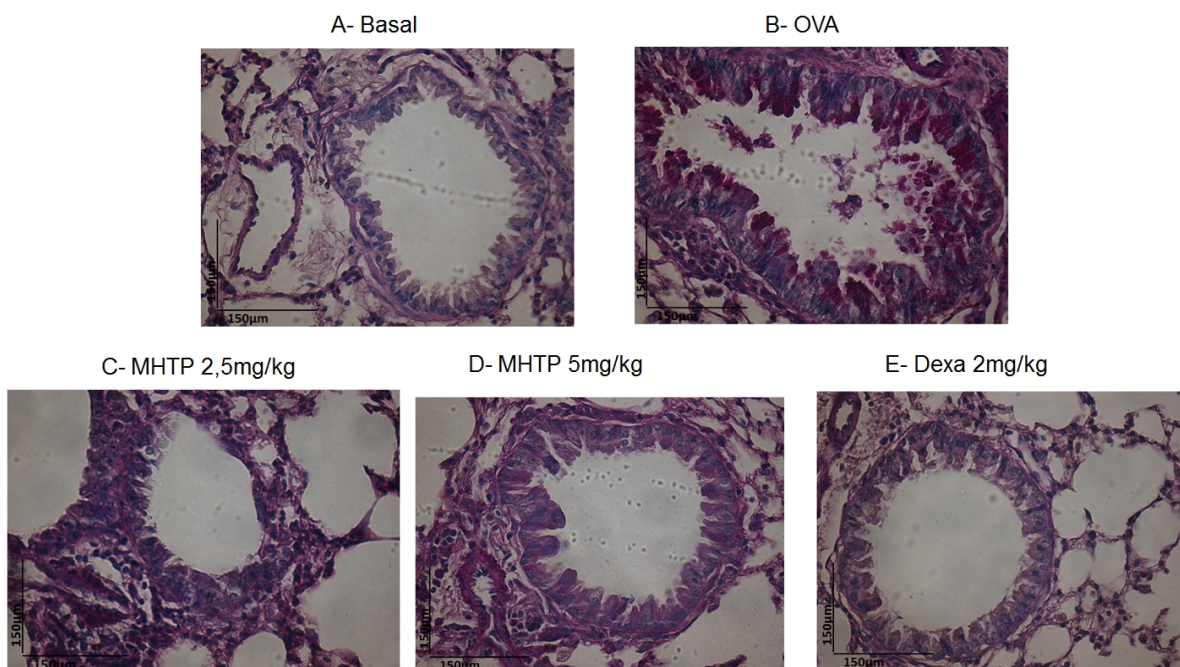 A- Basal
B- OVA
150µm
150µm
150µm
150µm
C- MHTP 2,5mg/kg
D- MHTP 5mg/kg
E- Dexa 2mg/kg
150µm
150µm
150µm
150µm
150µm
150µm